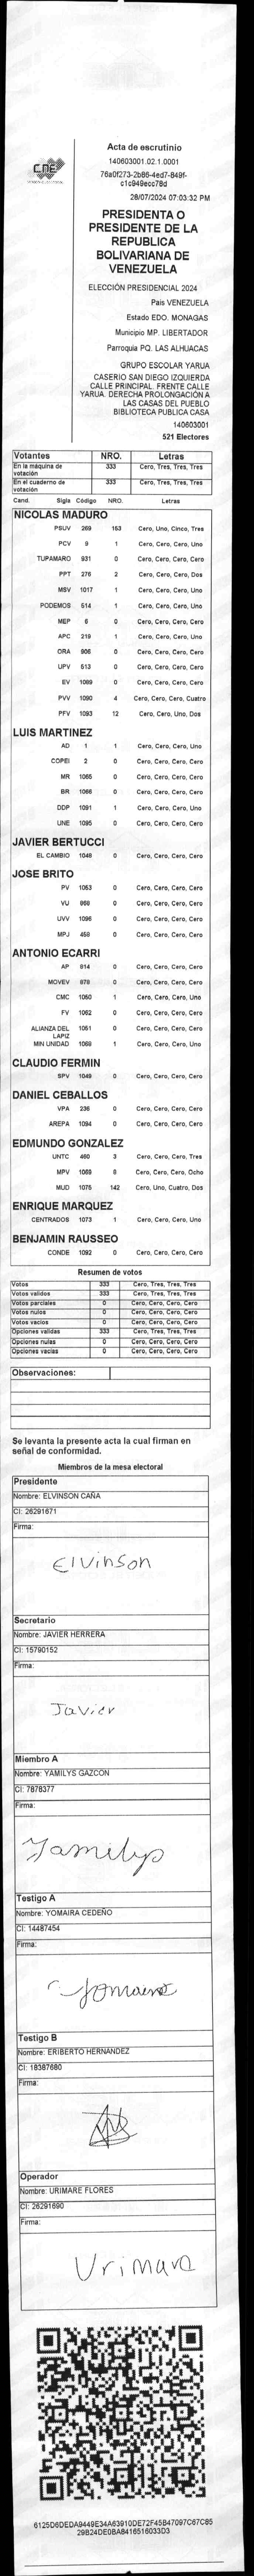 CNE
Acta de escrutinio
140603001.02.1.0001
76a0f273-2b86-4ed7-849f-
c1c949ecc78d
28/07/2024 07:03:32 PM
PRESIDENTA O
PRESIDENTE DE LA
REPUBLICA
BOLIVARIANA DE
VENEZUELA
ELECCIÓN PRESIDENCIAL 2024
Pais VENEZUELA
Estado EDO. MONAGAS
Municipio MP. LIBERTADOR
Parroquia PQ. LAS ALHUACAS
GRUPO ESCOLAR YARUA
CASERIO SAN DIEGO IZQUIERDA
CALLE PRINCIPAL. FRENTE CALLE
YARUA. DERECHA PROLONGACIÓN A
LAS CASAS DEL PUEBLO
BIBLIOTECA PUBLICA CASA
140603001
521 Electores
Votantes NRO. Letras
En la máquina de votación 333 Cero, Tres, Tres, Tres
En el cuaderno de votación 333 Cero, Tres, Tres, Tres
Cand. Sigla Código NRO. Letras
NICOLAS MADURO
PSUV 269 153 Cero, Uno, Cinco, Tres
PCV 9 1 Cero, Cero, Cero, Uno
TUPAMARO 931 0 Cero, Cero, Cero, Cero
PPT 276 2 Cero, Cero, Cero, Dos
MSV 1017 1 Cero, Cero, Cero, Uno
PODEMOS 514 1 Cero, Cero, Cero, Uno
MEP 6 0 Cero, Cero, Cero, Cero
APC 219 1 Cero, Cero, Cero, Uno
ORA 906 0 Cero, Cero, Cero, Cero
UPV 513 0 Cero, Cero, Cero, Cero
EV 1089 0 Cero, Cero, Cero, Cero
PVV 1090 4 Cero, Cero, Cero, Cuatro
PFV 1093 12 Cero, Cero, Uno, Dos
LUIS MARTINEZ
AD 1 1 Cero, Cero, Cero, Uno
COPEI 2 0 Cero, Cero, Cero, Cero
MR 1065 0 Cero, Cero, Cero, Cero
BR 1066 0 Cero, Cero, Cero, Cero
DDP 1091 1 Cero, Cero, Cero, Uno
UNE 1095 0 Cero, Cero, Cero, Cero
JAVIER BERTUCCI
EL CAMBIO 1048 0 Cero, Cero, Cero, Cero
JOSE BRITO
PV 1053 0 Cero, Cero, Cero, Cero
VU 969 0 Cero, Cero, Cero, Cero
UVV 1096 0 Cero, Cero, Cero, Cero
MPJ 458 0 Cero, Cero, Cero, Cero
ANTONIO ECARRI
AP 814 0 Cero, Cero, Cero, Cero
MOVEV 878 0 Cero, Cero, Cero, Cero
CMC 1050 1 Cero, Cero, Cero, Uno
FV 1052 0 Cero, Cero, Cero, Cero
ALIANZA DEL LAPIZ 1051 0 Cero, Cero, Cero, Cero
MIN UNIDAD 1068 1 Cero, Cero, Cero, Uno
CLAUDIO FERMIN
SPV 1049 0 Cero, Cero, Cero, Cero
DANIEL CEBALLOS
VPA 236 0 Cero, Cero, Cero, Cero
AREPA 1094 0 Cero, Cero, Cero, Cero
EDMUNDO GONZALEZ
UNTC 460 3 Cero, Cero, Cero, Tres
MPV 1069 8 Cero, Cero, Cero, Ocho
MUD 1075 142 Cero, Uno, Cuatro, Dos
ENRIQUE MARQUEZ
CENTRADOS 1073 1 Cero, Cero, Cero, Uno
BENJAMIN RAUSSEO
CONDE 1092 0 Cero, Cero, Cero, Cero
Resumen de votos
Votos 333 Cero, Tres, Tres, Tres
Votos validos 333 Cero, Tres, Tres, Tres
Votos parciales 0 Cero, Cero, Cero, Cero
Votos nulos 0 Cero, Cero, Cero, Cero
Votos vacios 0 Cero, Cero, Cero, Cero
Opciones validas 333 Cero, Tres, Tres, Tres
Opciones nulas 0 Cero, Cero, Cero, Cero
Opciones vacias 0 Cero, Cero, Cero, Cero
Observaciones:
Se levanta la presente acta la cual firman en
señal de conformidad.
Miembros de la mesa electoral
Presidente
Nombre: ELVINSON CAÑA
CI: 26291671
Firma:
Elvinson
Secretario
Nombre: JAVIER HERRERA
CI: 15790152
Firma:
Javier
Miembro A
Nombre: YAMILYS GAZCON
CI: 7878377
Firma:
Yamilys
Testigo A
Nombre: YOMAIRA CEDEÑO
CI: 14487454
Firma:
Testigo B
Nombre: ERIBERTO HERNANDEZ
CI: 18387680
Firma:
Operador
Nombre: URIMARE FLORES
CI: 26291690
Firma:
Urimare
6125D6DEDA9449E34A63910DE72F45B47097C67C85
29B24DE0BA8416516033D3